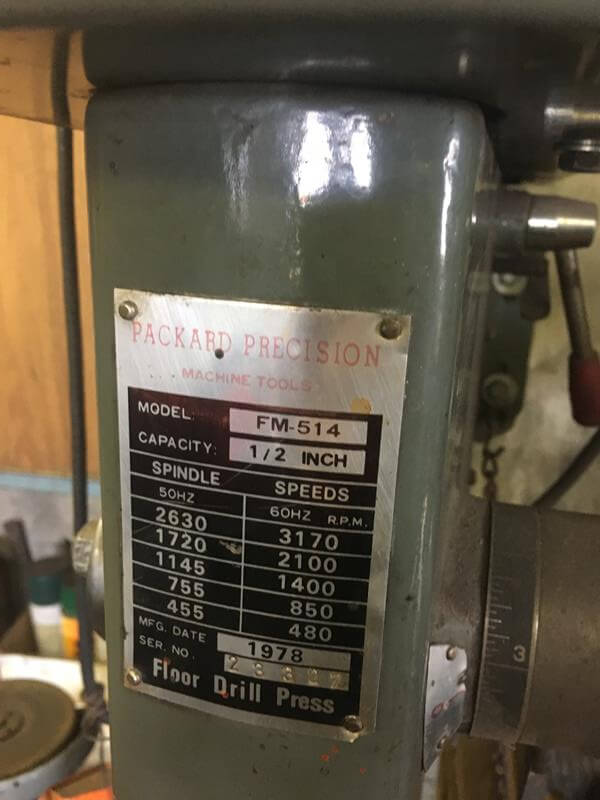 PACKARD PRECISION
MACHINE TOOLS
MODEL: FM-514
CAPACITY: 1/2 INCH
SPINDLE SPEEDS
50HZ 60HZ R.P.M.
2630 3170
1720 2100
1145 1400
755 850
455 480
MFG. DATE 1978
SER. NO.
Floor Drill Press
3